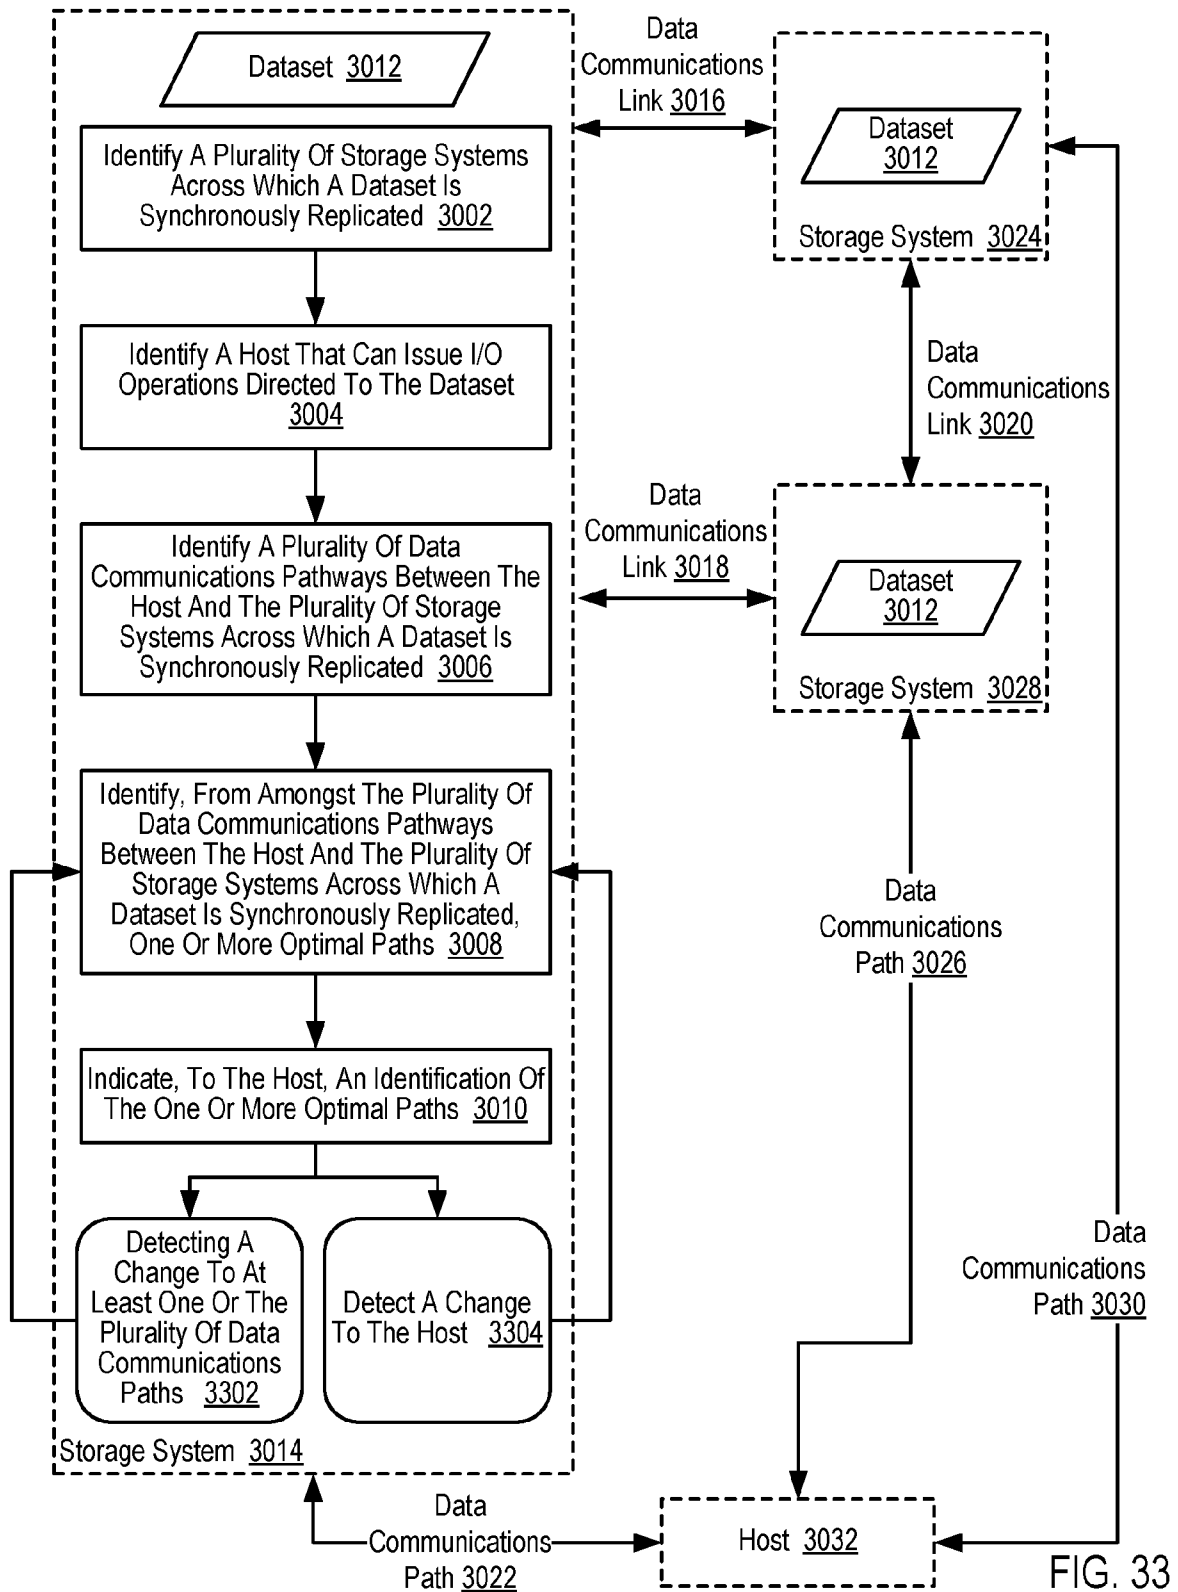 Dataset 3012
Identify A Plurality Of Storage Systems
Across Which A Dataset Is
Synchronously Replicated 3002
Identify A Host That Can Issue I/O
Operations Directed To The Dataset
3004
Identify A Plurality Of Data
Communications Pathways Between The
Host And The Plurality Of Storage
Systems Across Which A Dataset Is
Synchronously Replicated 3006
Identify, From Amongst The Plurality Of
Data Communications Pathways
Between The Host And The Plurality Of
Storage Systems Across Which A
Dataset Is Synchronously Replicated,
One Or More Optimal Paths 3008
Indicate, To The Host, An Identification Of
The One Or More Optimal Paths 3010
Detecting A
Change To At
Least One Or The
Plurality Of Data
Communications
Paths 3302
Detect A Change
To The Host 3304
Storage System 3014
Data
Communications
Link 3016
Dataset
3012
Storage System 3024
Data
Communications
Link 3020
Data
Communications
Link 3018
Dataset
3012
Storage System 3028
Data
Communications
Path 3026
Data
Communications
Path 3030
Data
Communications
Path 3022
Host 3032
FIG. 33